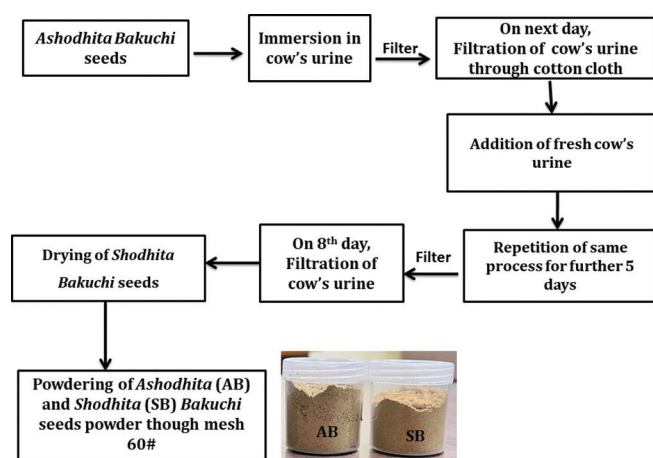 Ashodhita Bakuchi
seeds
Immersion in
cow's urine
Filter
On next day,
Filtration of cow's urine
through cotton cloth
Addition of fresh cow's
urine
Repetition of same
process for further 5
days
Filter
On 8th day,
Filtration of
cow's urine
Drying of Shodhita
Bakuchi seeds
Powdering of Ashodhita (AB)
and Shodhita (SB) Bakuchi
seeds powder though mesh
60#
AB
SB